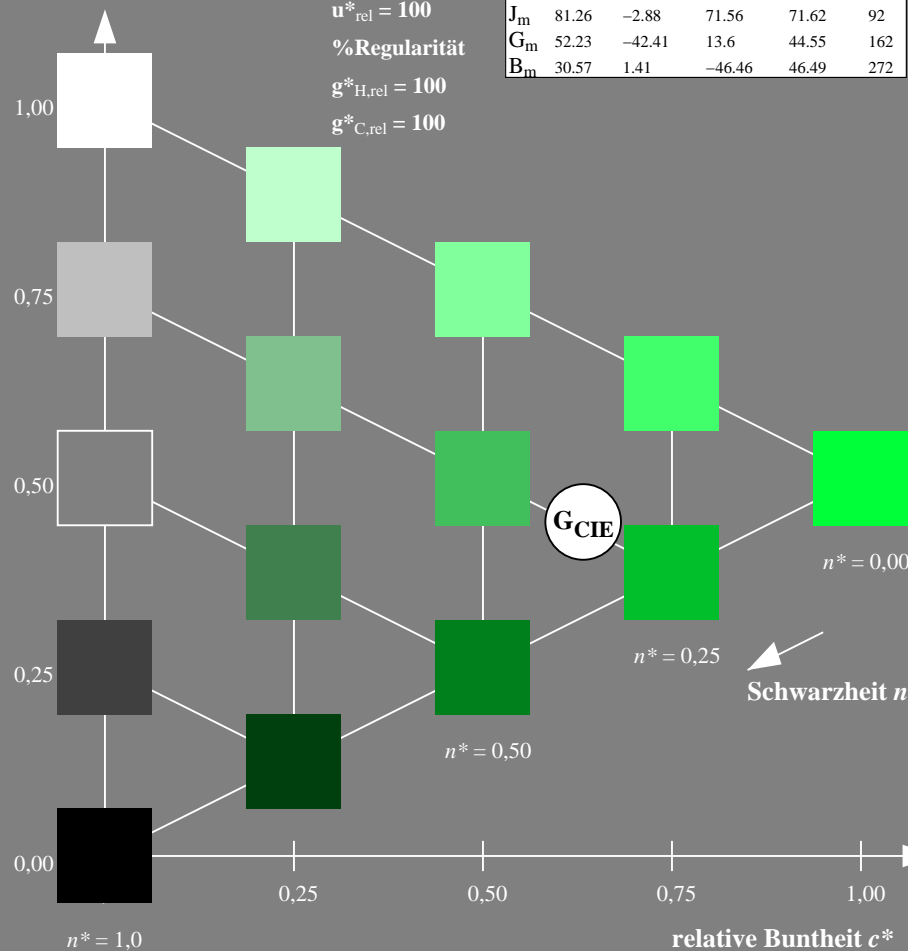 u*rel = 100
%Regularität
g*H,rel = 100
g*C,rel = 100
Jm 81.26 −2.88 71.56 71.62 92
Gm 52.23 −42.41 13.6 44.55 162
Bm 30.57 1.41 −46.46 46.49 272
1,00
0,75
0,50
GCIE
n* = 0,00
n* = 0,25
0,25
Schwarzheit n
n* = 0,50
0,00
0,25 0,50 0,75 1,00
n* = 1,0
relative Buntheit c*